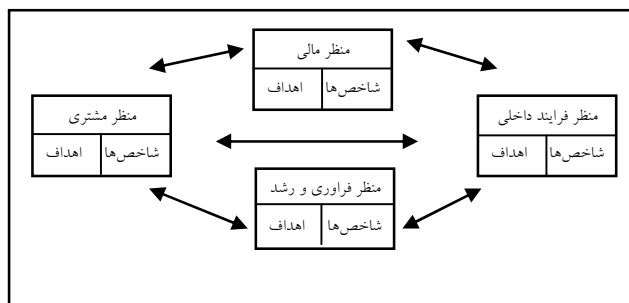 منظر مالی
شاخص‌ها اهداف
منظر فرایند داخلی
شاخص‌ها اهداف
منظر مشتری
شاخص‌ها اهداف
منظر فراوری و رشد
شاخص‌ها اهداف